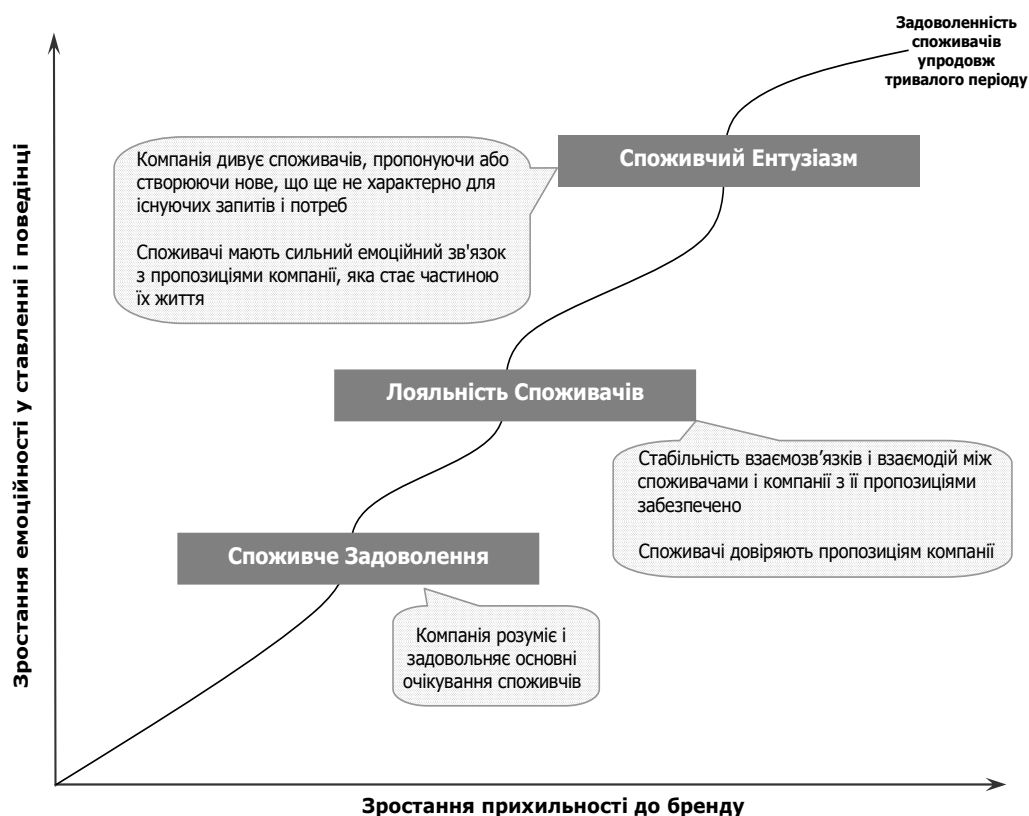 Задоволенність
споживачів
упродовж
тривалого періоду
Зростання емоційності у ставленні і поведінці
Компанія дивує споживачів, пропонуючи або
створюючи нове, що ще не характерно для
існуючих запитів і потреб
Споживачі мають сильний емоційний зв'язок
з пропозиціями компанії, яка стає частиною
їх життя
Споживчий Ентузіазм
Лояльність Споживачів
Стабільність взаємозв’язків і взаємодій між
споживачами і компанії з її пропозиціями
забезпечено
Споживачі довіряють пропозиціям компанії
Споживче Задоволення
Компанія розуміє і
задовольняє основні
очікування споживчів
Зростання прихильності до бренду